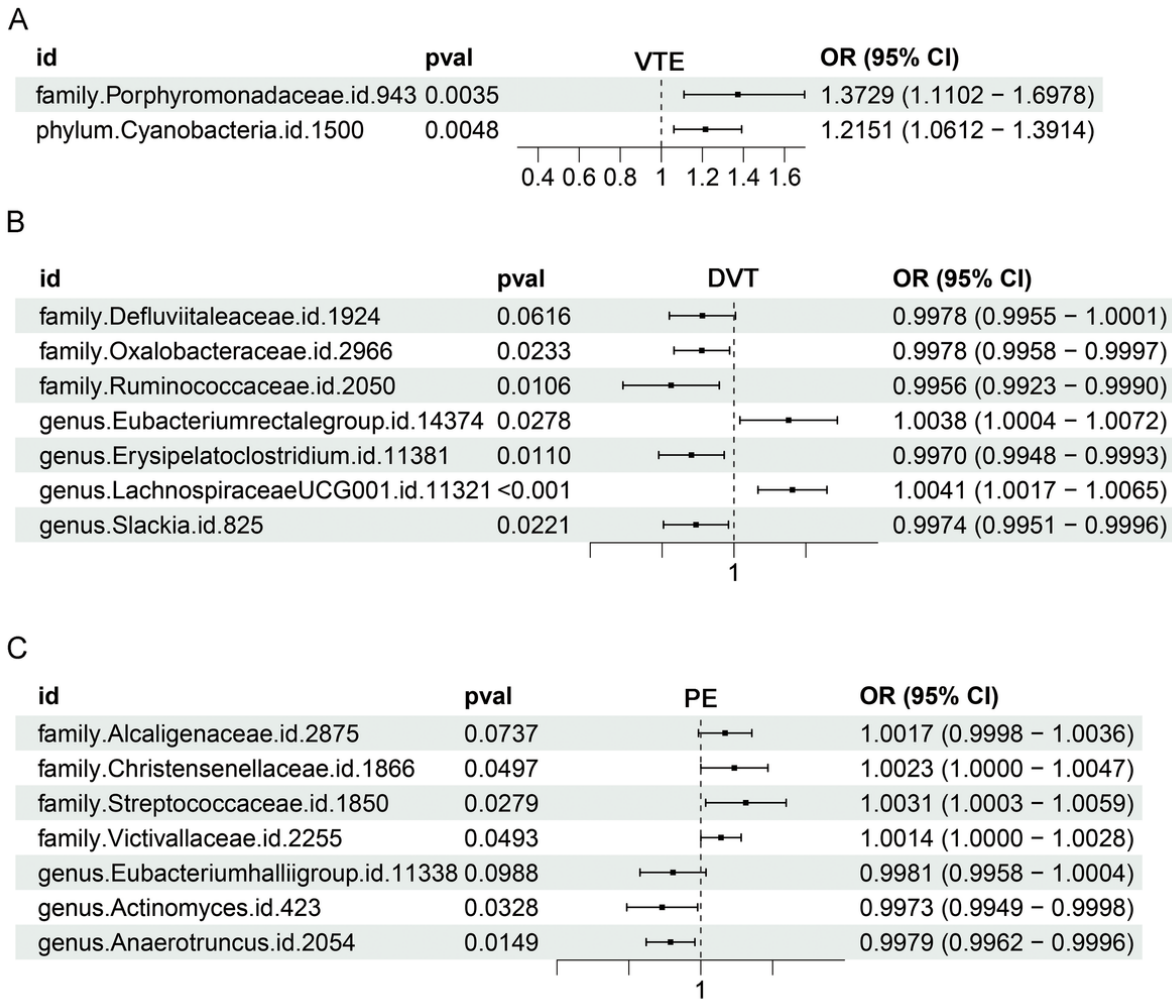 A
id pval VTE OR (95% CI)
family.Porphyromonadaceae.id.943 0.0035 1.3729 (1.1102 − 1.6978)
phylum.Cyanobacteria.id.1500 0.0048 1.2151 (1.0612 − 1.3914)
0.4 0.6 0.8 1 1.2 1.4 1.6
B
id pval DVT OR (95% CI)
family.Defluviitaleaceae.id.1924 0.0616 0.9978 (0.9955 − 1.0001)
family.Oxalobacteraceae.id.2966 0.0233 0.9978 (0.9958 − 0.9997)
family.Ruminococcaceae.id.2050 0.0106 0.9956 (0.9923 − 0.9990)
genus.Eubacteriumrectalegroup.id.14374 0.0278 1.0038 (1.0004 − 1.0072)
genus.Erysipelatoclostridium.id.11381 0.0110 0.9970 (0.9948 − 0.9993)
genus.LachnospiraceaeUCG001.id.11321 <0.001 1.0041 (1.0017 − 1.0065)
genus.Slackia.id.825 0.0221 0.9974 (0.9951 − 0.9996)
1
C
id pval PE OR (95% CI)
family.Alcaligenaceae.id.2875 0.0737 1.0017 (0.9998 − 1.0036)
family.Christensenellaceae.id.1866 0.0497 1.0023 (1.0000 − 1.0047)
family.Streptococcaceae.id.1850 0.0279 1.0031 (1.0003 − 1.0059)
family.Victivallaceae.id.2255 0.0493 1.0014 (1.0000 − 1.0028)
genus.Eubacteriumhalliigroup.id.11338 0.0988 0.9981 (0.9958 − 1.0004)
genus.Actinomyces.id.423 0.0328 0.9973 (0.9949 − 0.9998)
genus.Anaerotruncus.id.2054 0.0149 0.9979 (0.9962 − 0.9996)
1